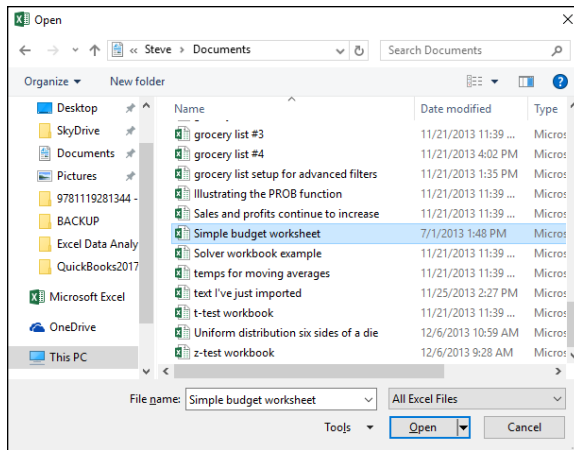 Open
« Steve > Documents
Search Documents
Organize
New folder
Name
Date modified
Type
Desktop
SkyDrive
Documents
Pictures
9781119281344 -
BACKUP
Excel Data Analy
QuickBooks2017
Microsoft Excel
OneDrive
This PC
grocery list #3 11/21/2013 11:39 ... Micros
grocery list #4 11/21/2013 4:02 PM Micros
grocery list setup for advanced filters 11/21/2013 1:35 PM Micros
Illustrating the PROB function 11/21/2013 11:39 ... Micros
Sales and profits continue to increase 11/21/2013 11:39 ... Micros
Simple budget worksheet 7/1/2013 1:48 PM Micros
Solver workbook example 11/21/2013 11:39 ... Micros
temps for moving averages 11/21/2013 11:39 ... Micros
text I've just imported 11/25/2013 2:27 PM Micros
t-test workbook 11/21/2013 11:39 ... Micros
Uniform distribution six sides of a die 12/6/2013 10:59 AM Micros
z-test workbook 12/6/2013 9:28 AM Micros
File name: Simple budget worksheet
All Excel Files
Tools
Open
Cancel